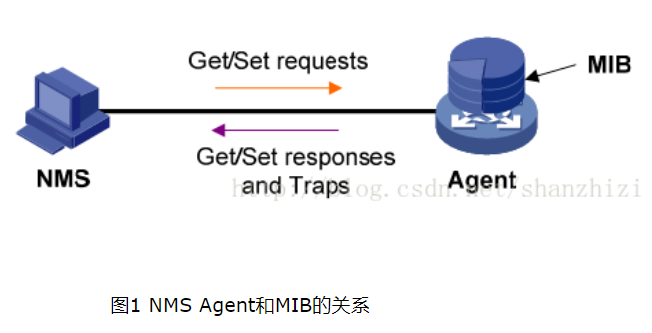 Get/Set requests
MIB
Get/Set responses
and Traps
NMS
Agent
http://blog.csdn.net/shanzhizi
图1 NMS Agent和MIB的关系